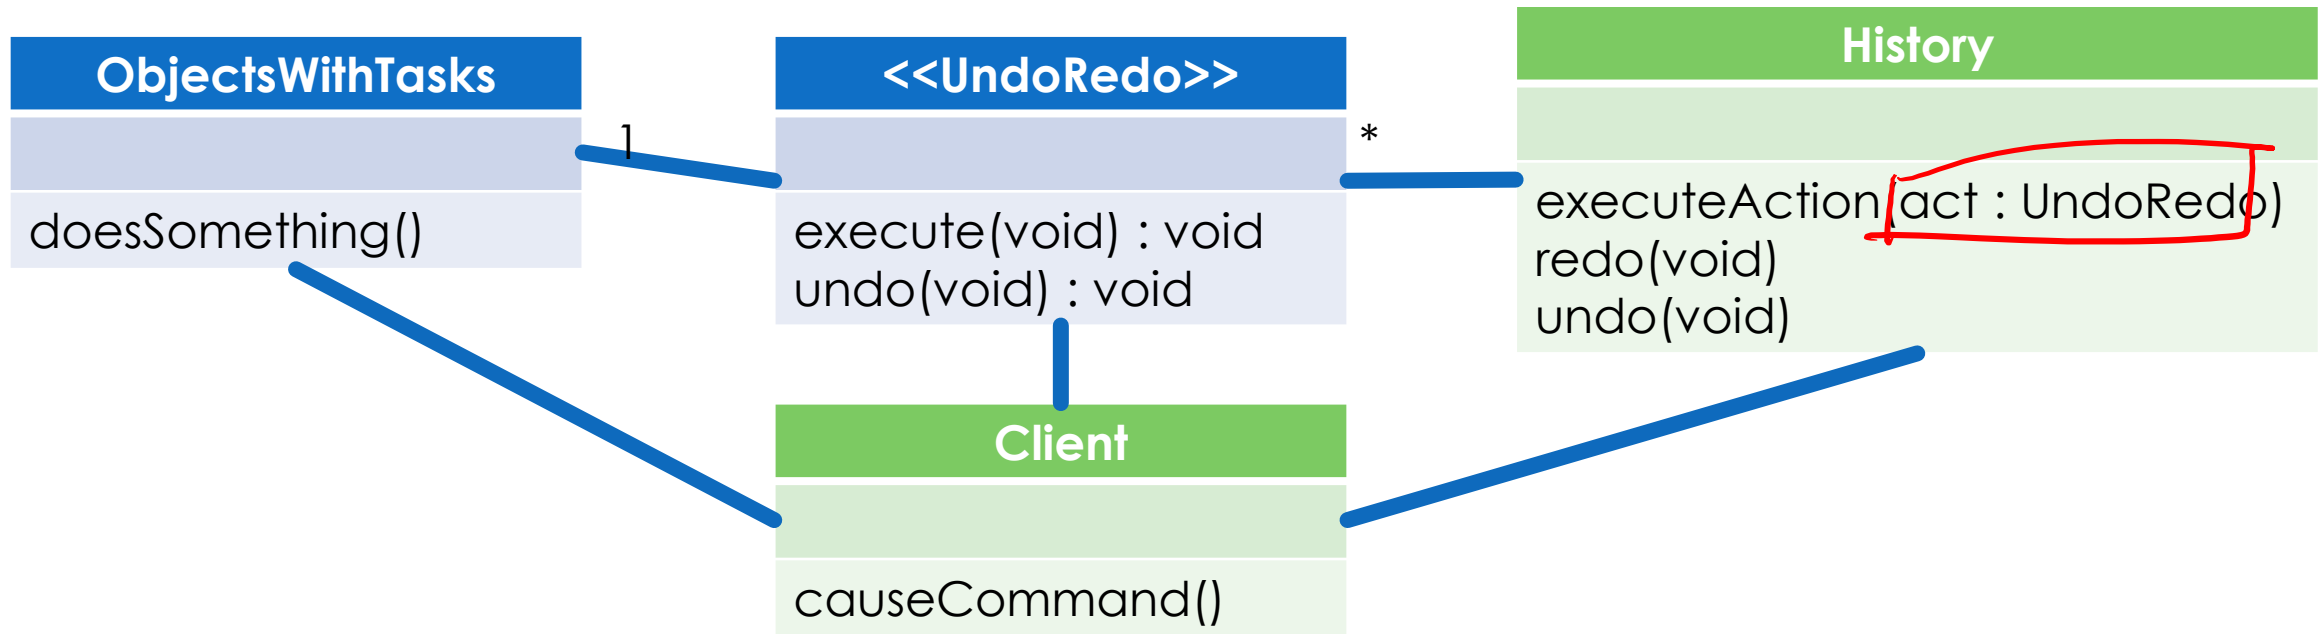 ObjectsWithTasks
doesSomething()
1
<<UndoRedo>>
execute(void) : void
undo(void) : void
*
History
executeAction(act : UndoRedo)
redo(void)
undo(void)
Client
causeCommand()